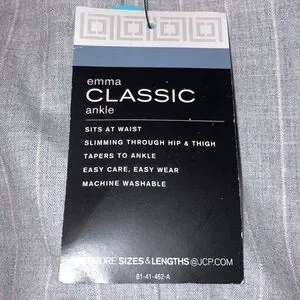 emma
CLASSIC
ankle
SITS AT WAIST
SLIMMING THROUGH HIP & THIGH
TAPERS TO ANKLE
EASY CARE, EASY WEAR
MACHINE WASHABLE
MORE SIZES & LENGTHS @JCP.COM
81-41-462-A